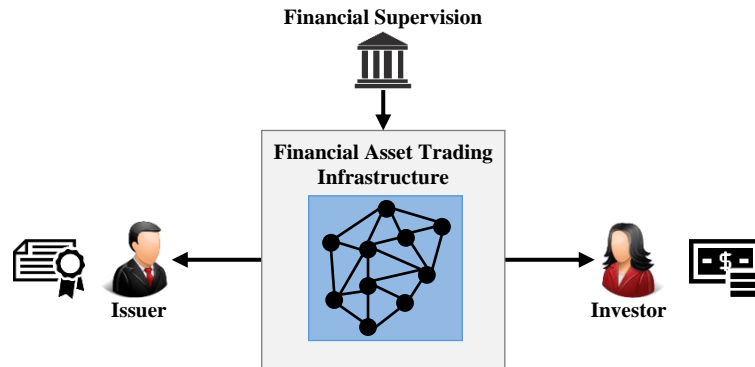 Financial Supervision
Financial Asset Trading
Infrastructure
$
Issuer
Investor